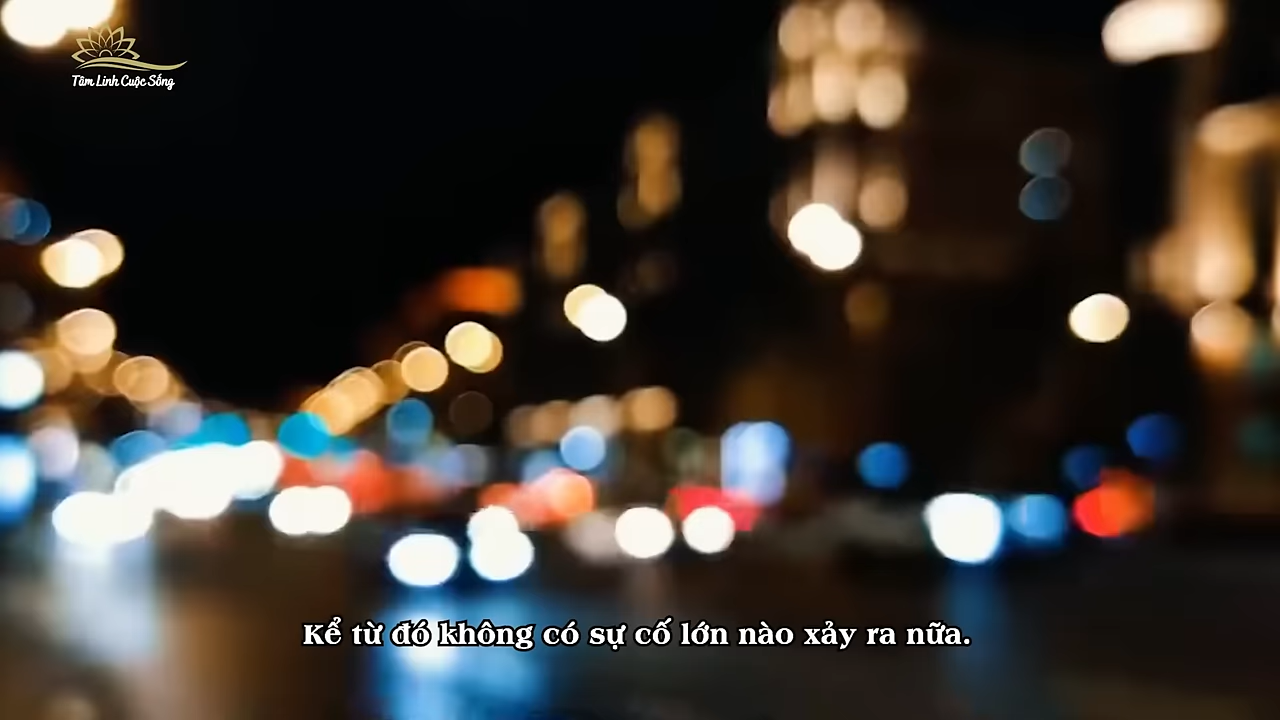 Tâm Linh Cuộc Sống
Kể từ đó không có sự cố lớn nào xảy ra nữa.